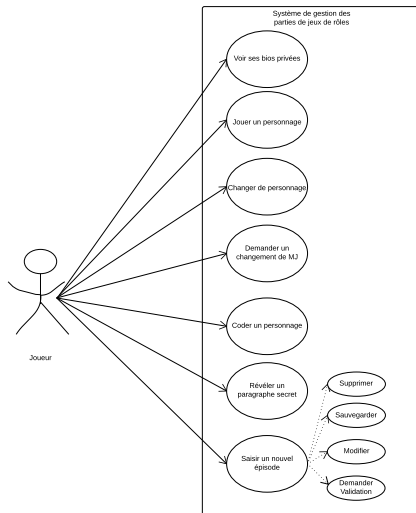 Système de gestion des
parties de jeux de rôles
Voir ses bios privées
Jouer un personnage
Changer de personnage
Demander un
changement de MJ
Coder un personnage
Joueur
Révéler un
paragraphe secret
Saisir un nouvel
épisode
Supprimer
Sauvegarder
Modifier
Demander
Validation